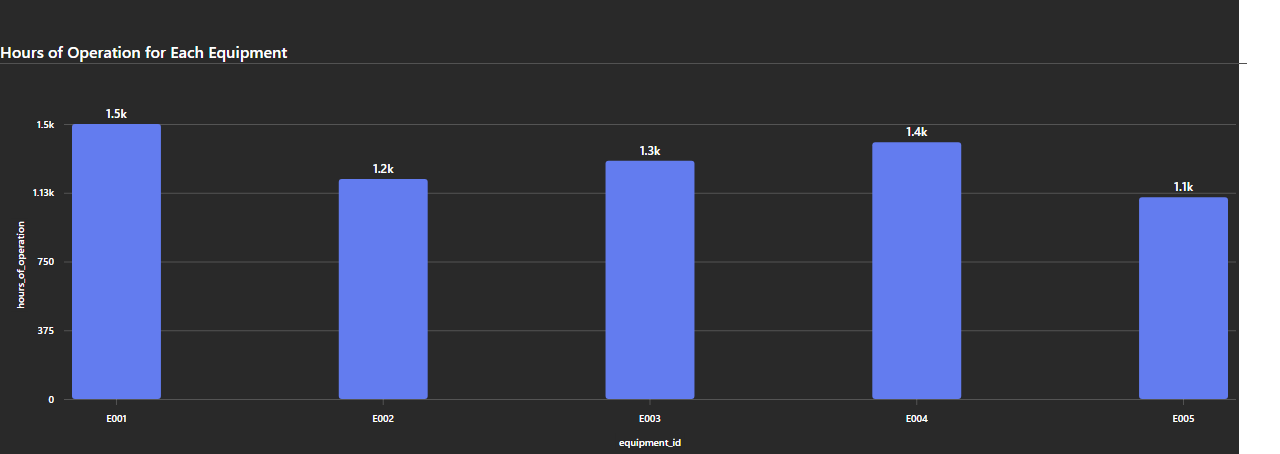 Hours of Operation for Each Equipment
1.5k
1.5k
1.4k
1.3k
1.2k
1.13k
1.1k
hours_of_operation
750
375
0
E001 E002 E003 E004 E005
equipment_id